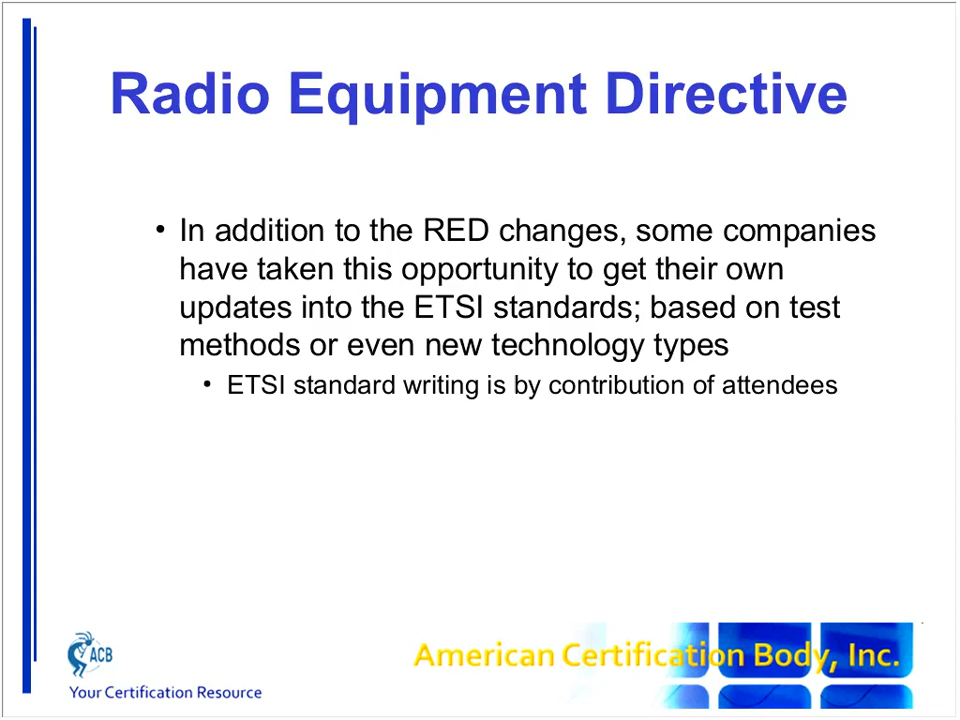 Radio Equipment Directive
• In addition to the RED changes, some companies
have taken this opportunity to get their own
updates into the ETSI standards; based on test
methods or even new technology types
• ETSI standard writing is by contribution of attendees
ACB
American Certification Body, Inc.
Your Certification Resource